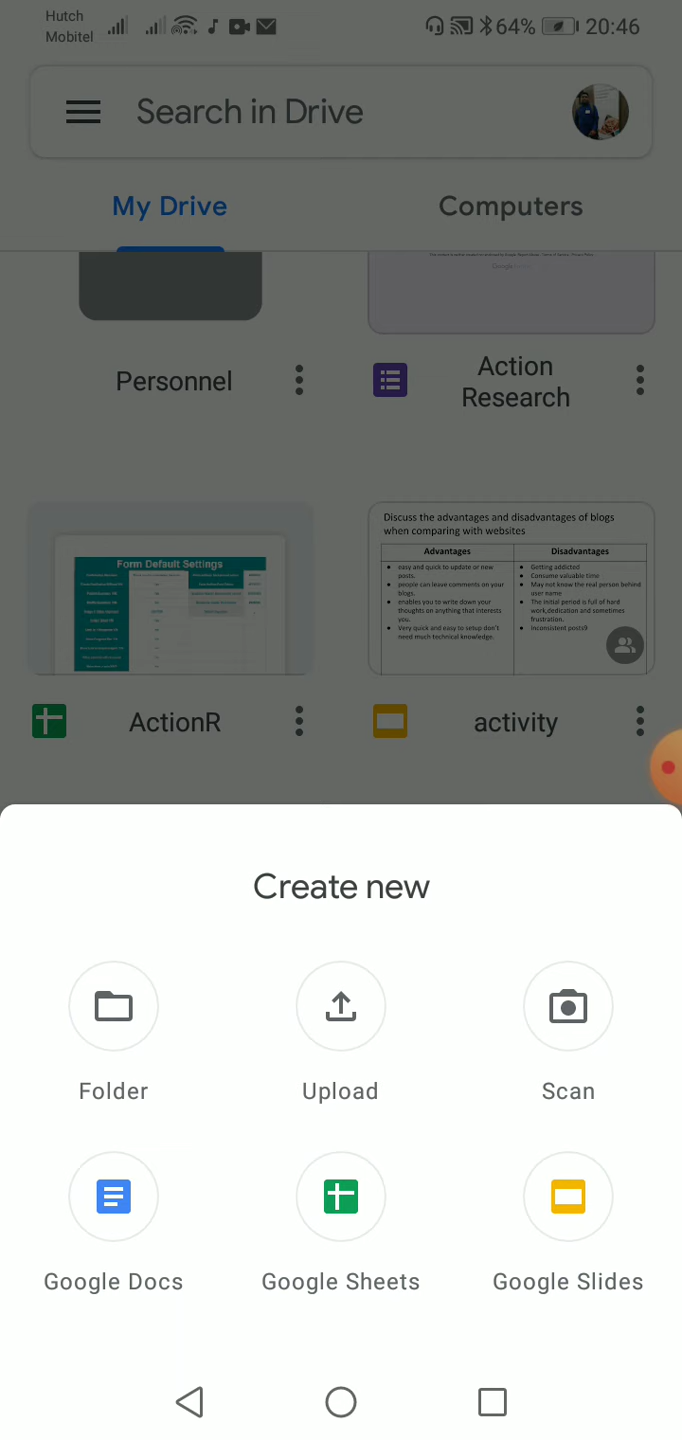 Hutch
Mobitel
64% 20:46
Search in Drive
My Drive Computers
Personnel
Action
Research
Form Default Settings
Discuss the advantages and disadvantages of blogs
when comparing with websites
Advantages
easy and quick to update or new
posts.
people can leave comments on your
blogs.
enables you to write down your
thoughts on anything that interests
you.
Very quick and easy to setup don't
need much technical knowledge.
Disadvantages
Getting addicted
Consume valuable time
May not know the real person behind
user name
The initial period is full of hard
work,dedication and sometimes
frustration.
Inconsistent posts9
ActionR
activity
Create new
Folder Upload Scan
Google Docs Google Sheets Google Slides